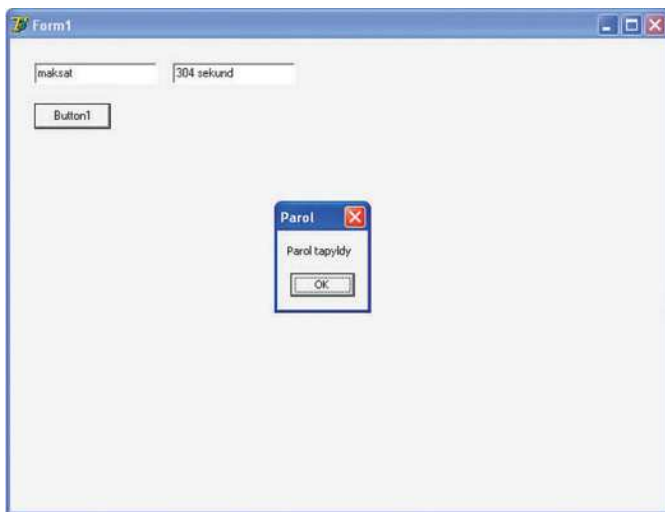 Form1
maksat
304 sekund
Button1
Parol
Parol tapyldy
OK